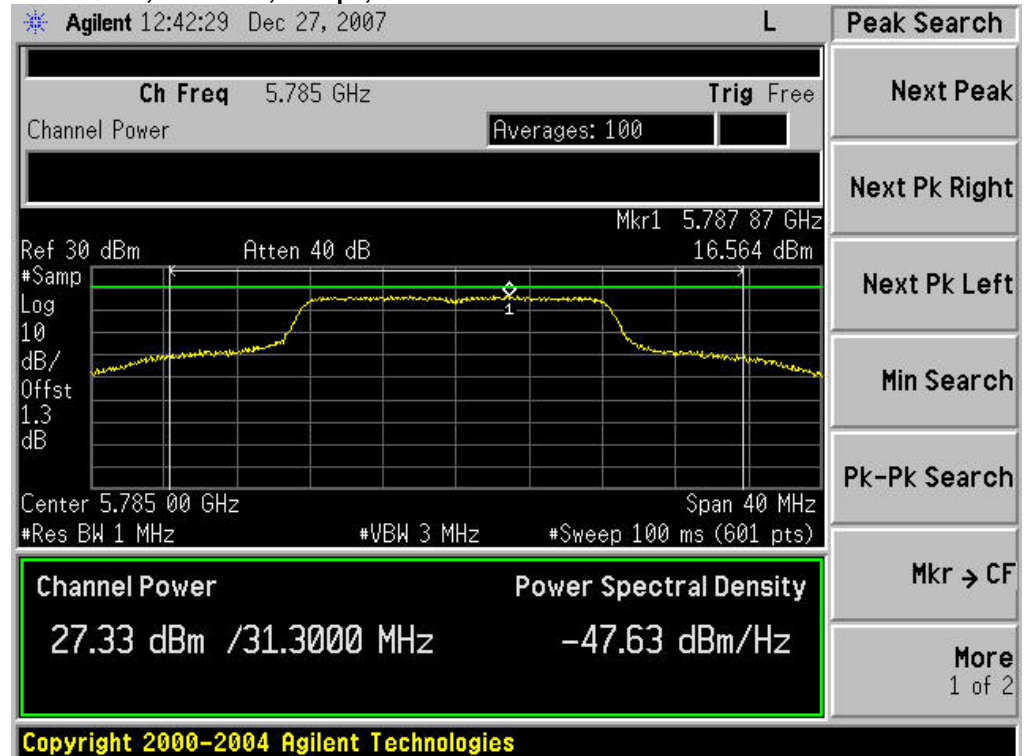 Agilent 12:42:29 Dec 27, 2007 L
Peak Search
Ch Freq 5.785 GHz Trig Free
Channel Power Averages: 100
Mkr1 5.787 87 GHz
Ref 30 dBm Atten 40 dB 16.564 dBm
#Samp
Log
10
dB/
Offst
1.3
dB
1
Center 5.785 00 GHz Span 40 MHz
#Res BW 1 MHz #VBW 3 MHz #Sweep 100 ms (601 pts)
Channel Power Power Spectral Density
27.33 dBm /31.3000 MHz -47.63 dBm/Hz
Next Peak
Next Pk Right
Next Pk Left
Min Search
Pk-Pk Search
Mkr → CF
More
1 of 2
Copyright 2000-2004 Agilent Technologies